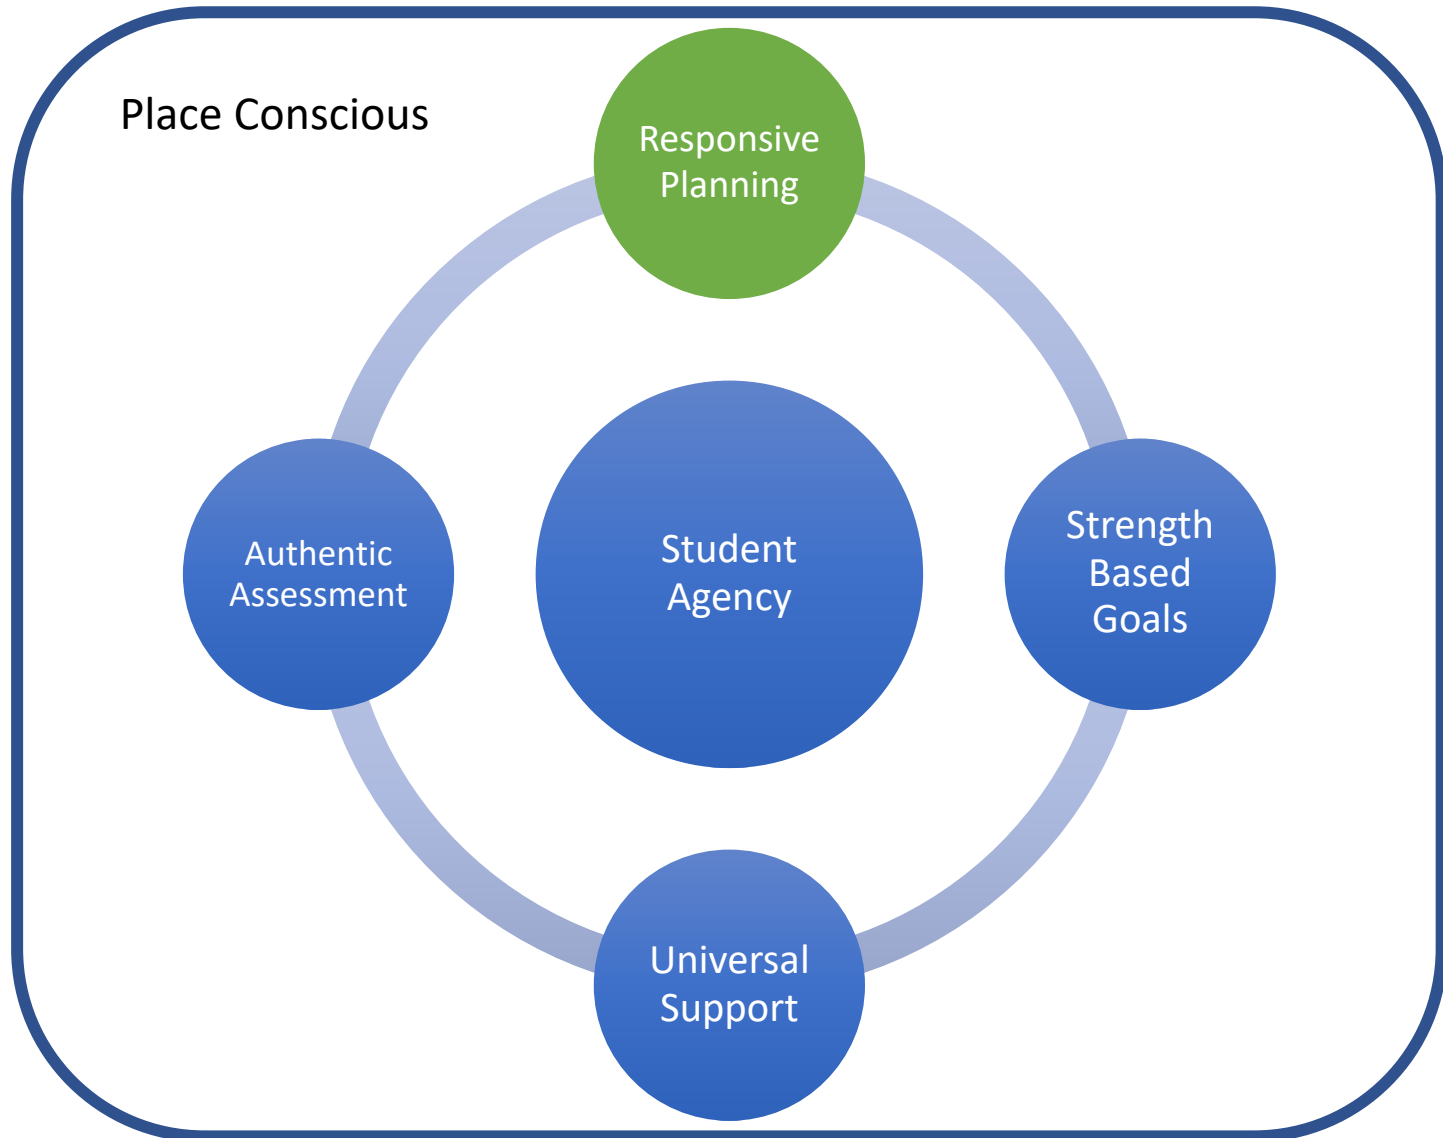 Place Conscious
Responsive
Planning
Authentic
Assessment
Student
Agency
Strength
Based
Goals
Universal
Support